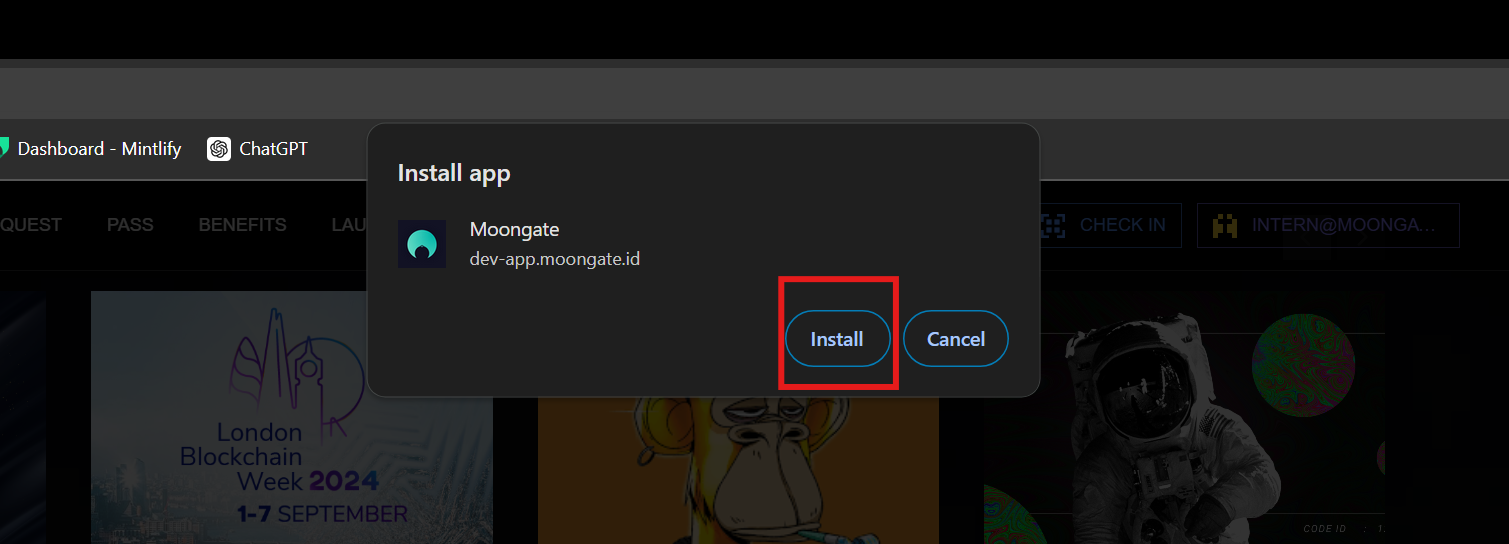 Dashboard - Mintlify
ChatGPT
Install app
QUEST
PASS
BENEFITS
LAU
Moongate
dev-app.moongate.id
CHECK IN
INTERN@MOONGA...
Install
Cancel
London
Blockchain
Week 2024
1-7 SEPTEMBER
CODE ID : 1.